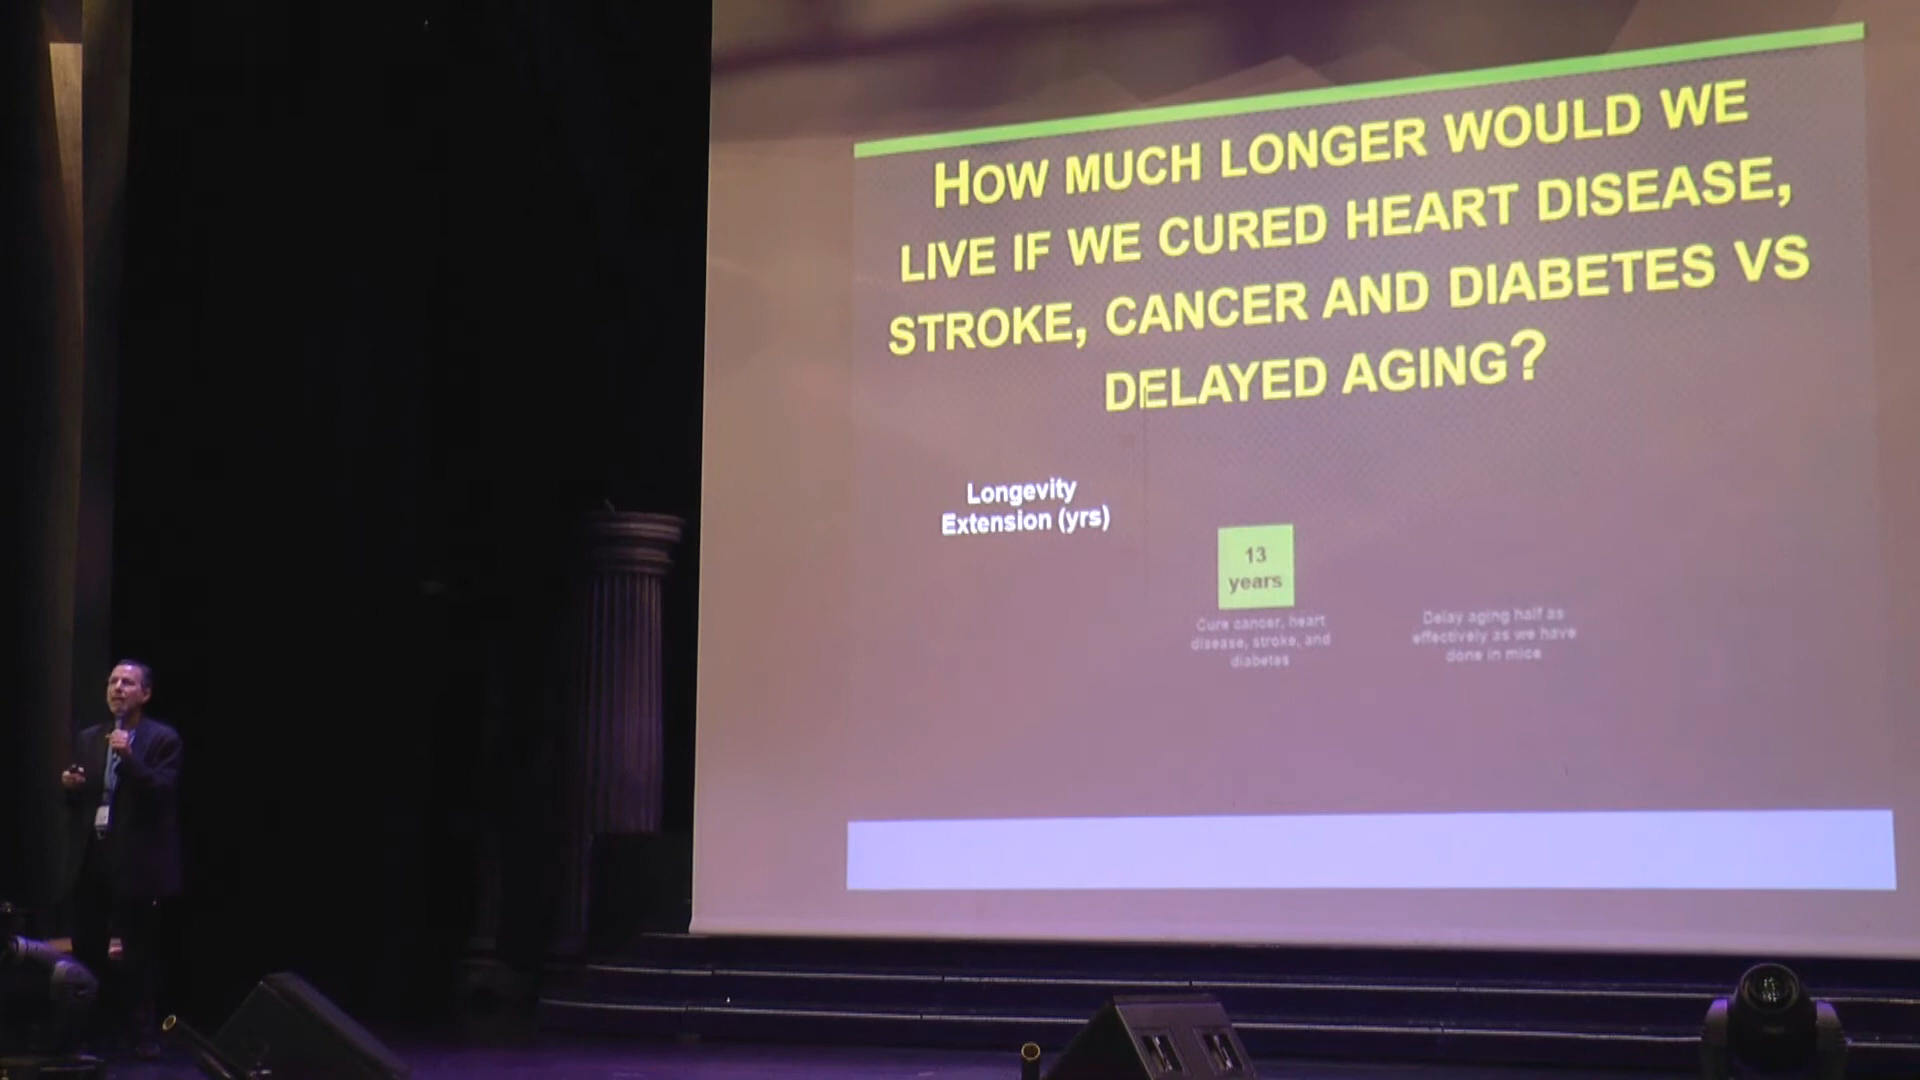 HOW MUCH LONGER WOULD WE
LIVE IF WE CURED HEART DISEASE,
STROKE, CANCER AND DIABETES VS
DELAYED AGING?
Longevity
Extension (yrs)
13
years
Cure cancer, heart
disease, stroke, and
diabetes
Delay aging half as
effectively as we have
done in mice